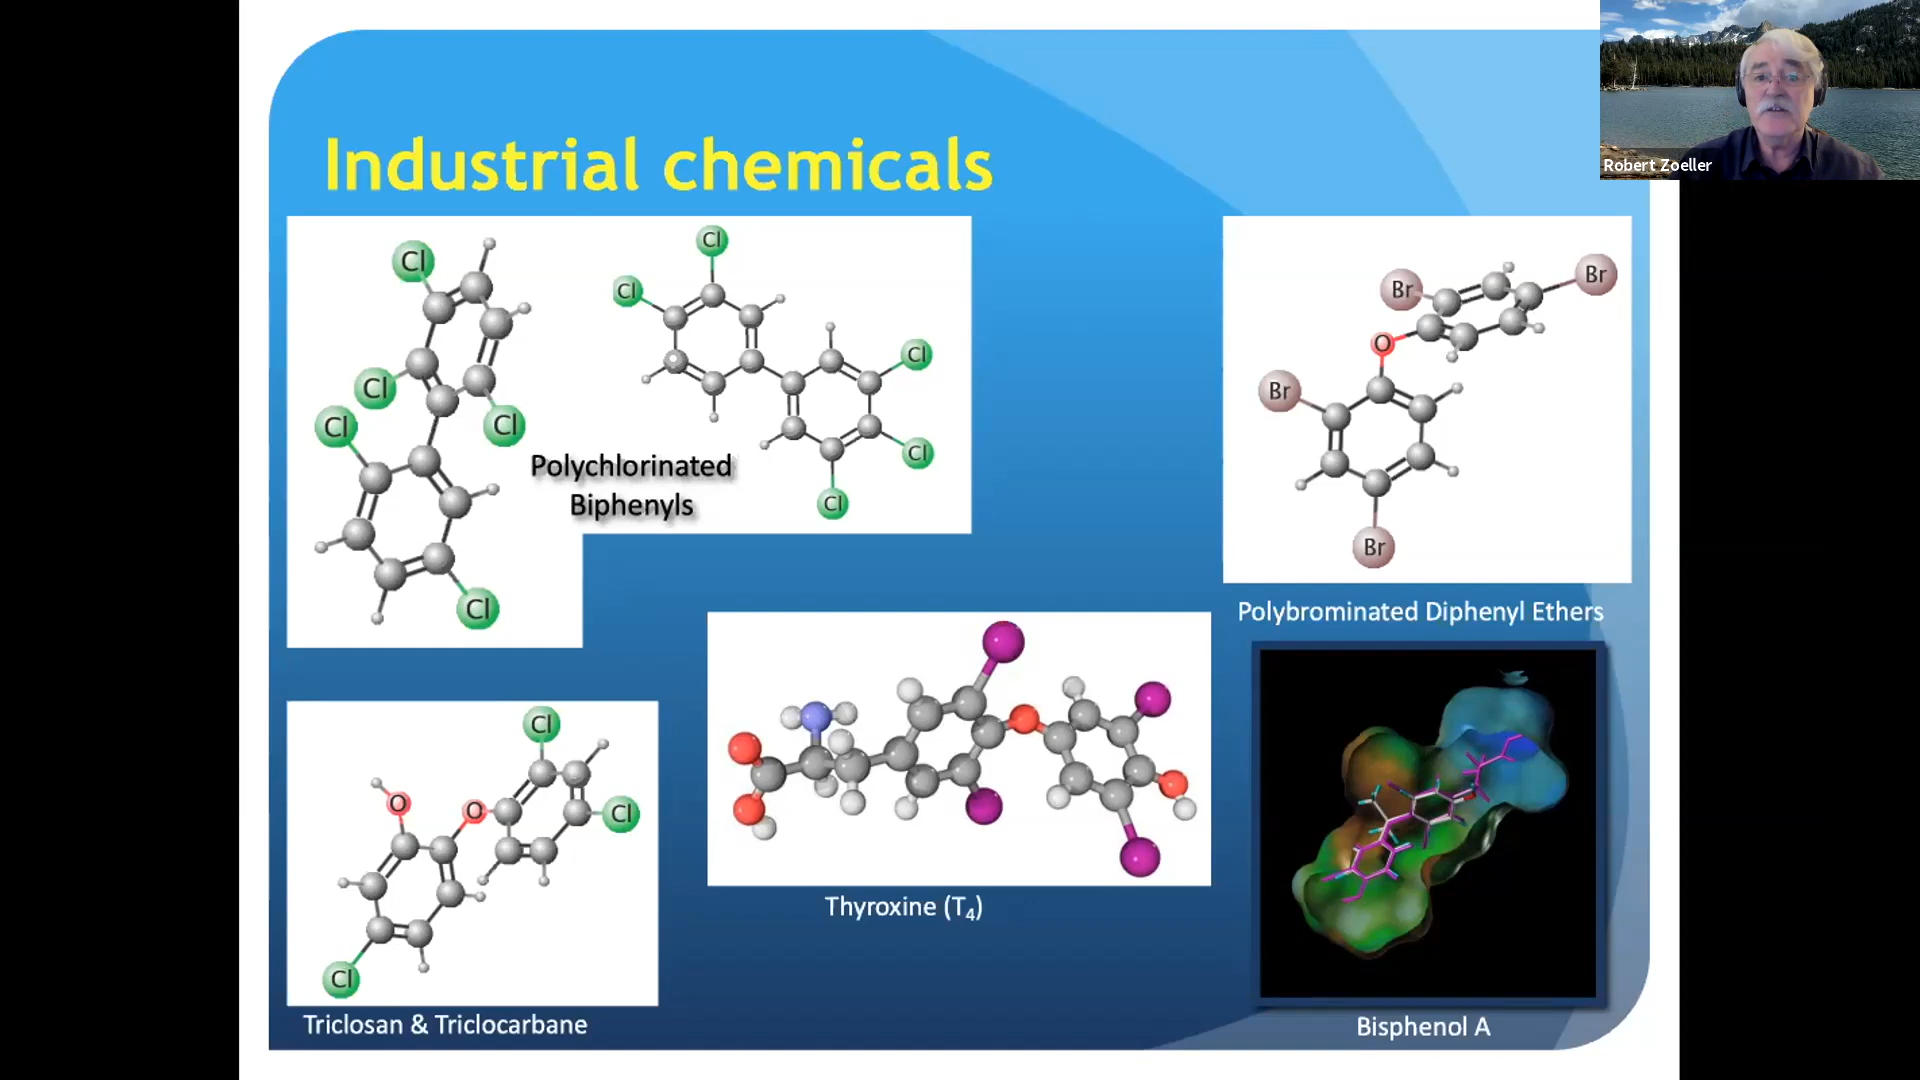 Industrial chemicals
Robert Zoeller
Cl
Cl
Cl
Cl
Cl
Cl
Cl
Cl
Cl
Cl
Polychlorinated
Biphenyls
Br
Br
O
Br
Br
Polybrominated Diphenyl Ethers
Cl
Cl
O
O
Cl
Triclosan & Triclocarbane
Thyroxine (T₄)
Bisphenol A